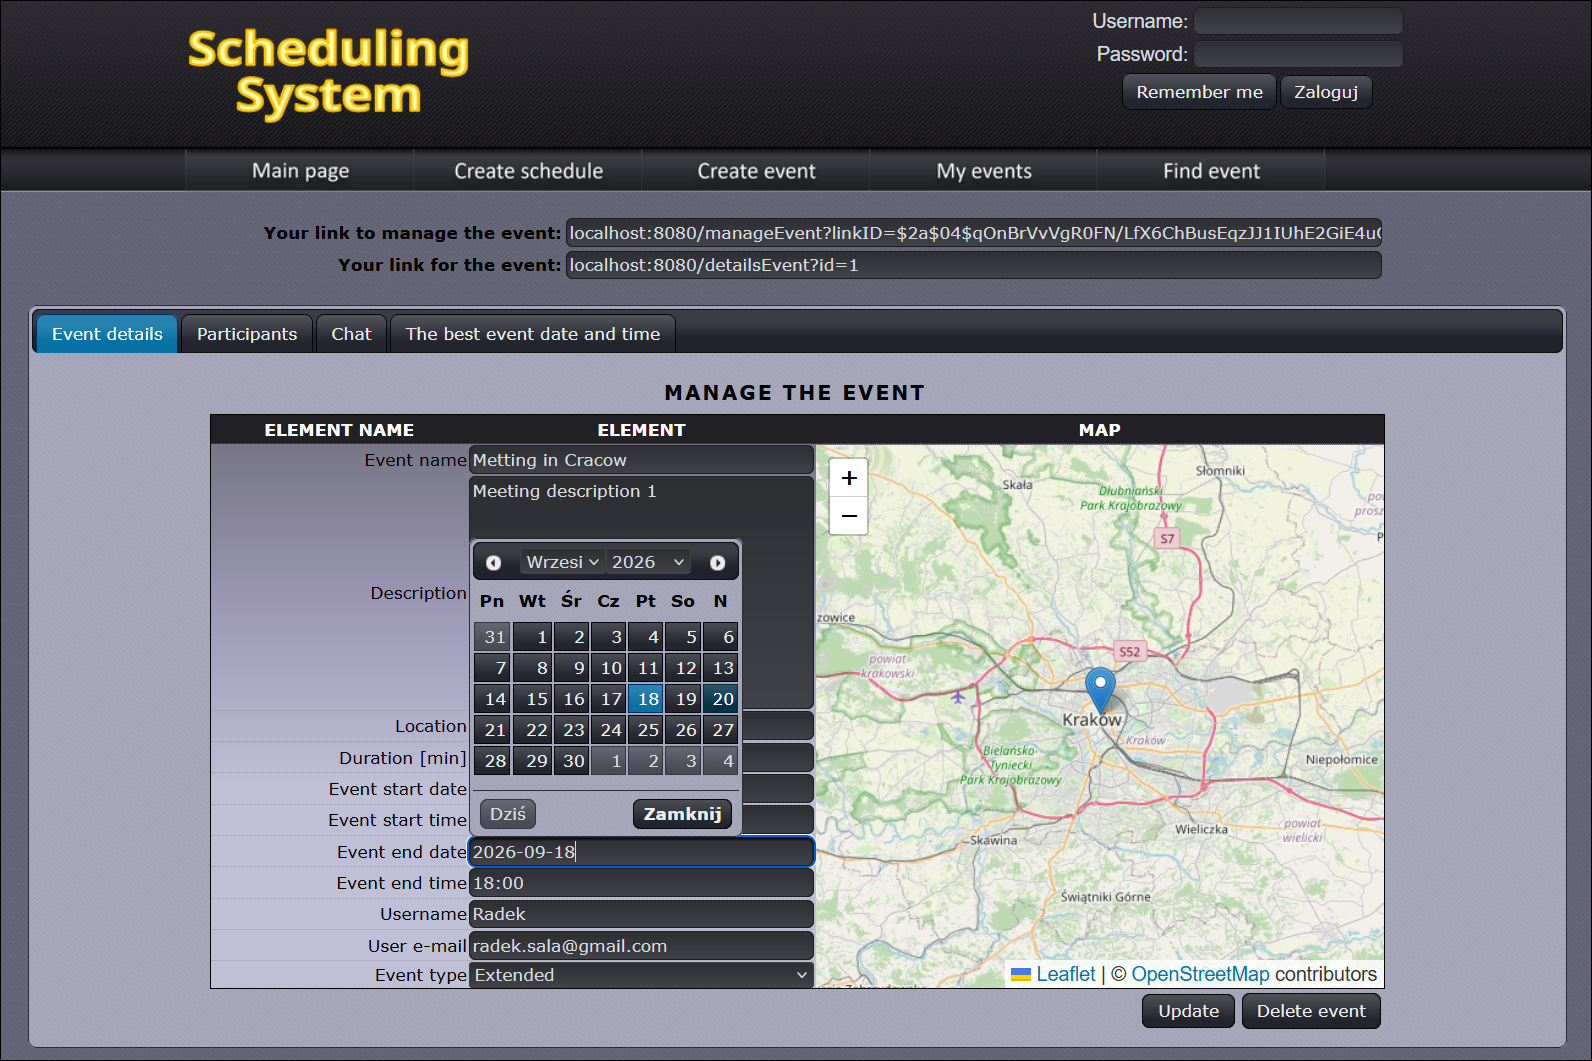 Scheduling
System
Username:
Password:
Remember me Zaloguj
Main page Create schedule Create event My events Find event
Your link to manage the event: localhost:8080/manageEvent?linkID=$2a$04$qOnBrVvVgR0FN/LfX6ChBusEqzJJ1IUhE2GiE4u
Your link for the event: localhost:8080/detailsEvent?id=1
Event details Participants Chat The best event date and time
MANAGE THE EVENT
ELEMENT NAME ELEMENT MAP
Event name Metting in Cracow
Description Meeting description 1
Wrzesi 2026
Pn Wt Śr Cz Pt So N
31 1 2 3 4 5 6
7 8 9 10 11 12 13
14 15 16 17 18 19 20
21 22 23 24 25 26 27
28 29 30 1 2 3 4
Dziś Zamknij
Location
Duration [min]
Event start date
Event start time
Event end date 2026-09-18
Event end time 18:00
Username Radek
User e-mail radek.sala@gmail.com
Event type Extended
+
−
Słomniki
Skała
Dłubniański
Park Krajobrazowy
S7
zowice
S52
powiat
krakowski
Kraków
Kraków
Bielańsko-
Tyniecki
Park Krajobrazowy
Niepołomice
Wieliczka
powiat
wielicki
Skawina
Świątniki Górne
Leaflet | © OpenStreetMap contributors
Update Delete event